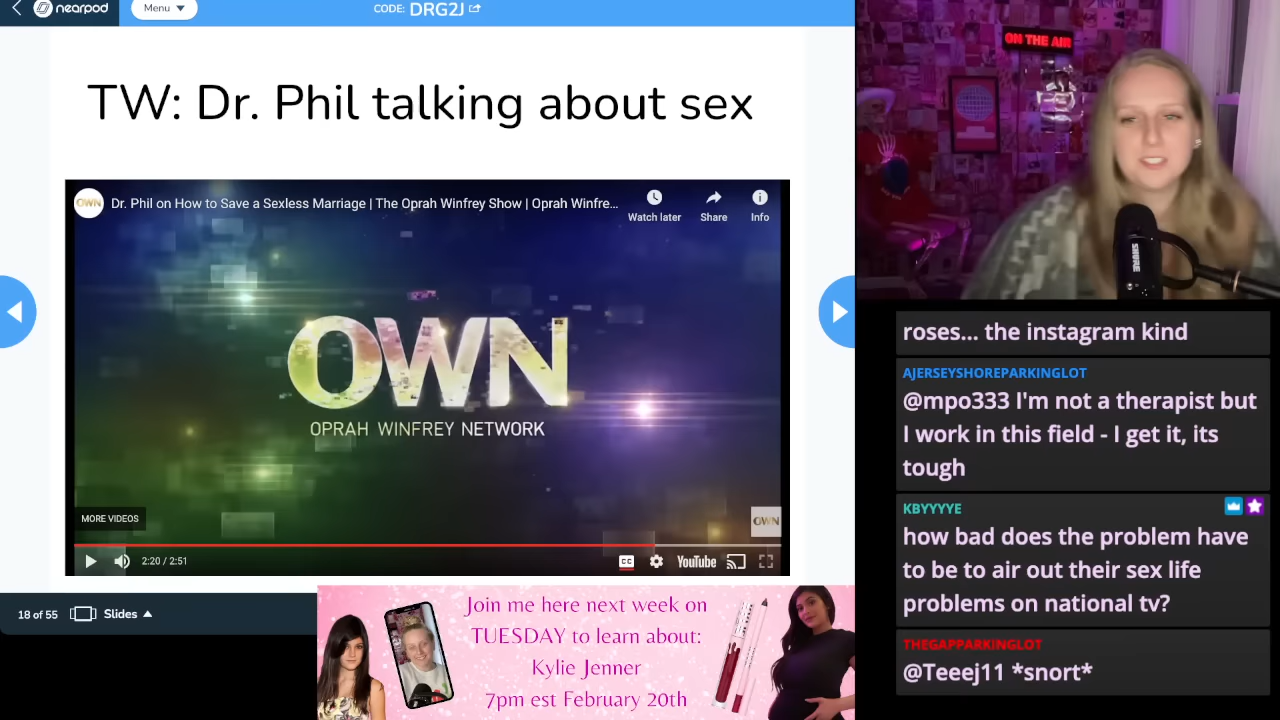 nearpod
Menu
CODE: DRG2J
ON THE AIR
TW: Dr. Phil talking about sex
OWN
Dr. Phil on How to Save a Sexless Marriage | The Oprah Winfrey Show | Oprah Winfre...
Watch later
Share
Info
OWN
OPRAH WINFREY NETWORK
MORE VIDEOS
OWN
2:20 / 2:51
CC
YouTube
18 of 55
Slides
Join me here next week on
TUESDAY to learn about:
Kylie Jenner
7pm est February 20th
SHURE
roses... the instagram kind
AJERSEYSHOREPARKINGLOT
@mpo333 I'm not a therapist but
I work in this field - I get it, its
tough
KBYYYYE
how bad does the problem have
to be to air out their sex life
problems on national tv?
THEGAPPARKINGLOT
@Teeej11 *snort*